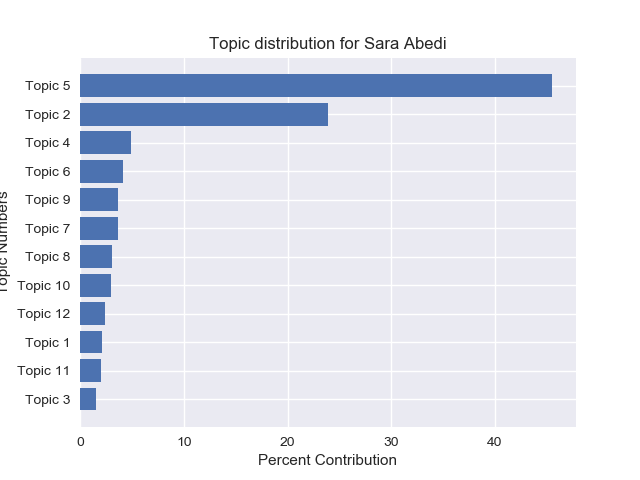 Topic distribution for Sara Abedi
Topic 5
Topic 2
Topic 4
Topic 6
Topic 9
Topic 7
Topic 8
Topic 10
Topic 12
Topic 1
Topic 11
Topic 3
Topic Numbers
0 10 20 30 40
Percent Contribution